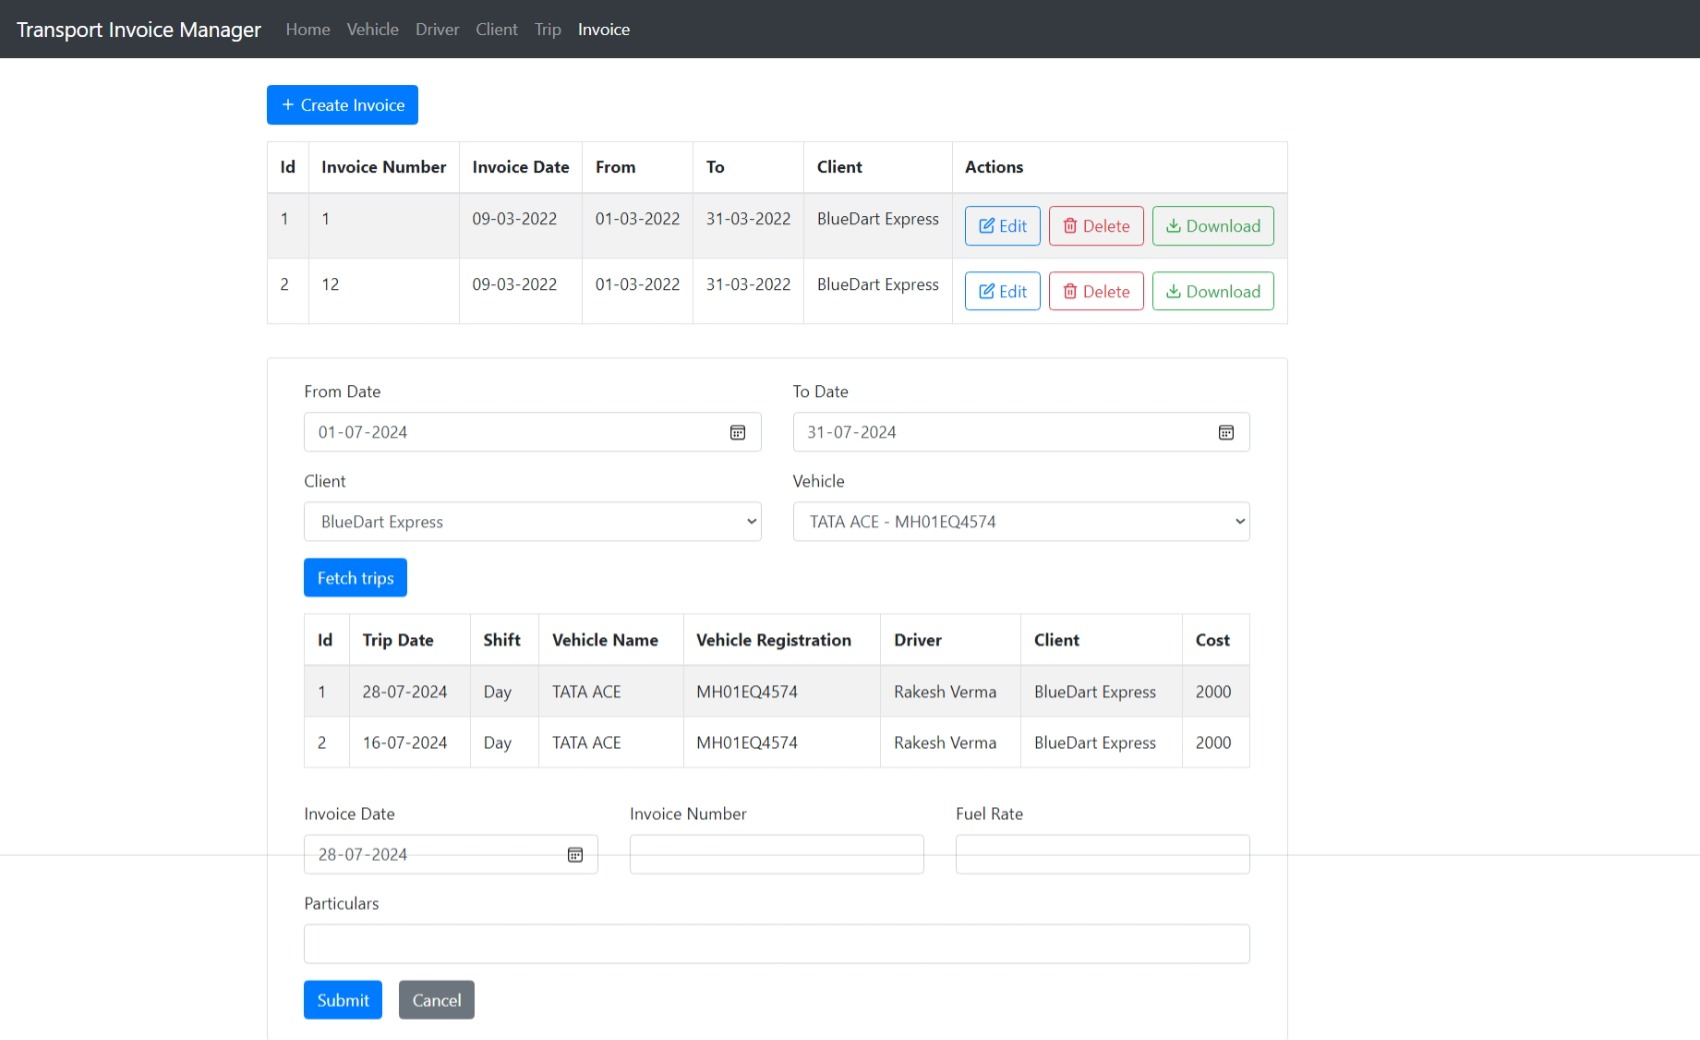 Transport Invoice Manager Home Vehicle Driver Client Trip Invoice
+ Create Invoice
Id Invoice Number Invoice Date From To Client Actions
1 1 09-03-2022 01-03-2022 31-03-2022 BlueDart Express Edit Delete Download
2 12 09-03-2022 01-03-2022 31-03-2022 BlueDart Express Edit Delete Download
From Date To Date
01-07-2024 31-07-2024
Client Vehicle
BlueDart Express TATA ACE - MH01EQ4574
Fetch trips
Id Trip Date Shift Vehicle Name Vehicle Registration Driver Client Cost
1 28-07-2024 Day TATA ACE MH01EQ4574 Rakesh Verma BlueDart Express 2000
2 16-07-2024 Day TATA ACE MH01EQ4574 Rakesh Verma BlueDart Express 2000
Invoice Date Invoice Number Fuel Rate
28-07-2024
Particulars
Submit Cancel